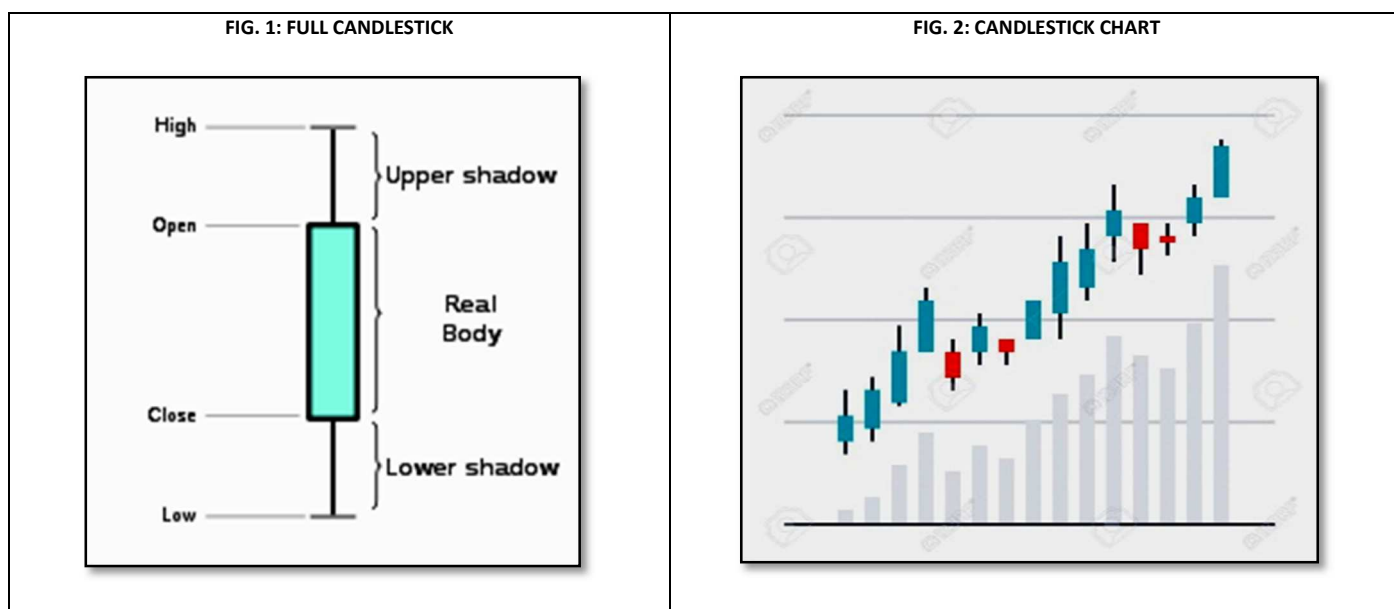 FIG. 1: FULL CANDLESTICK
FIG. 2: CANDLESTICK CHART
High
Upper shadow
Open
Real
Body
Close
Lower shadow
Low